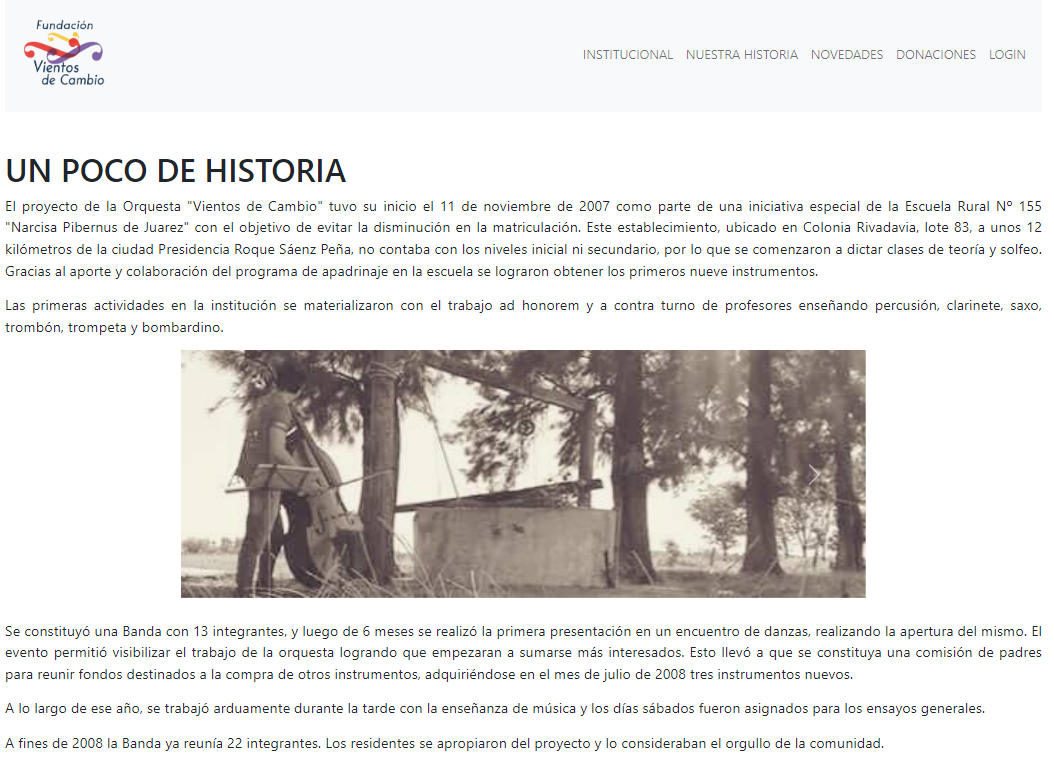 Fundación
Vientos
de Cambio
INSTITUCIONAL NUESTRA HISTORIA NOVEDADES DONACIONES LOGIN
UN POCO DE HISTORIA
El proyecto de la Orquesta "Vientos de Cambio" tuvo su inicio el 11 de noviembre de 2007 como parte de una iniciativa especial de la Escuela Rural Nº 155
"Narcisa Pibernus de Juarez" con el objetivo de evitar la disminución en la matriculación. Este establecimiento, ubicado en Colonia Rivadavia, lote 83, a unos 12
kilómetros de la ciudad Presidencia Roque Sáenz Peña, no contaba con los niveles inicial ni secundario, por lo que se comenzaron a dictar clases de teoría y solfeo.
Gracias al aporte y colaboración del programa de apadrinaje en la escuela se lograron obtener los primeros nueve instrumentos.
Las primeras actividades en la institución se materializaron con el trabajo ad honorem y a contra turno de profesores enseñando percusión, clarinete, saxo,
trombón, trompeta y bombardino.
Se constituyó una Banda con 13 integrantes, y luego de 6 meses se realizó la primera presentación en un encuentro de danzas, realizando la apertura del mismo. El
evento permitió visibilizar el trabajo de la orquesta logrando que empezaran a sumarse más interesados. Esto llevó a que se constituya una comisión de padres
para reunir fondos destinados a la compra de otros instrumentos, adquiriéndose en el mes de julio de 2008 tres instrumentos nuevos.
A lo largo de ese año, se trabajó arduamente durante la tarde con la enseñanza de música y los días sábados fueron asignados para los ensayos generales.
A fines de 2008 la Banda ya reunía 22 integrantes. Los residentes se apropiaron del proyecto y lo consideraban el orgullo de la comunidad.